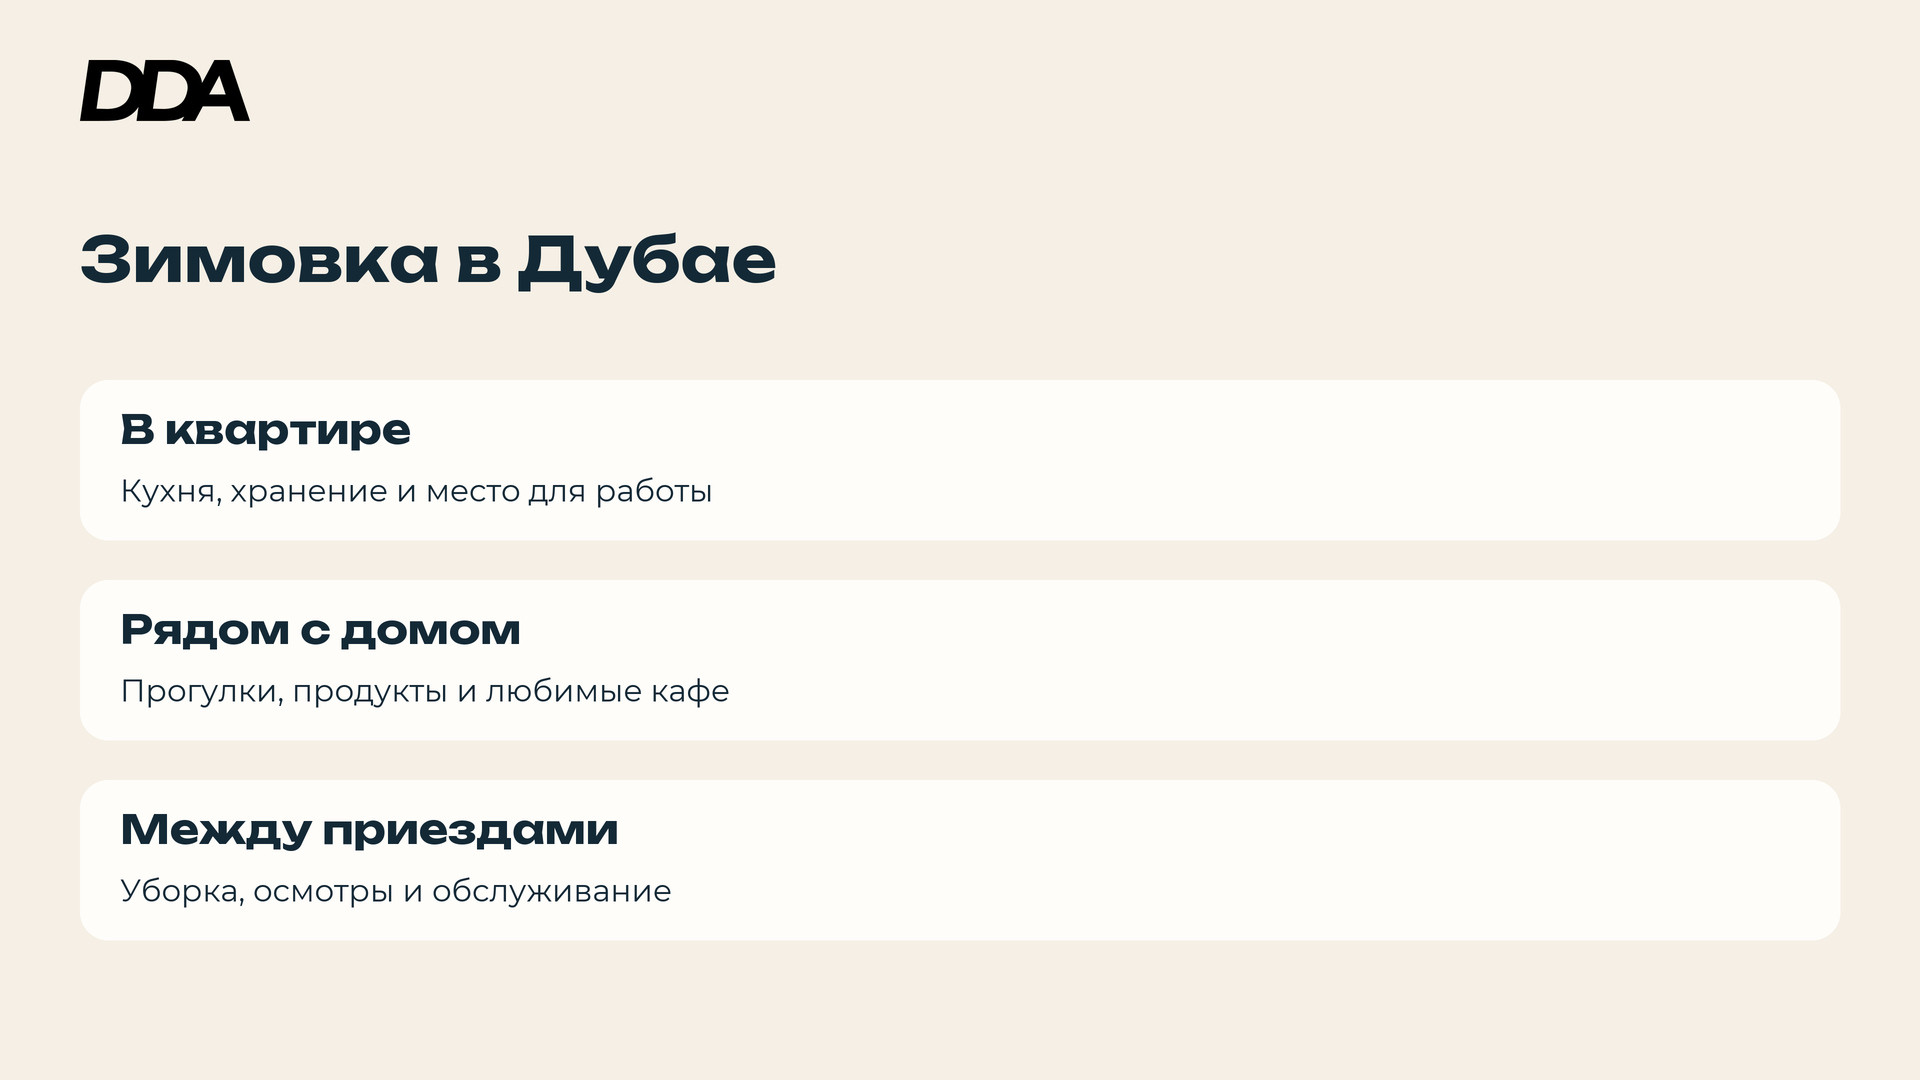 DDA
Зимовка в Дубае
В квартире
Кухня, хранение и место для работы
Рядом с домом
Прогулки, продукты и любимые кафе
Между приездами
Уборка, осмотры и обслуживание